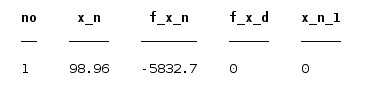 no x_n f_x_n f_x_d x_n_1
1 98.96 -5832.7 0 0